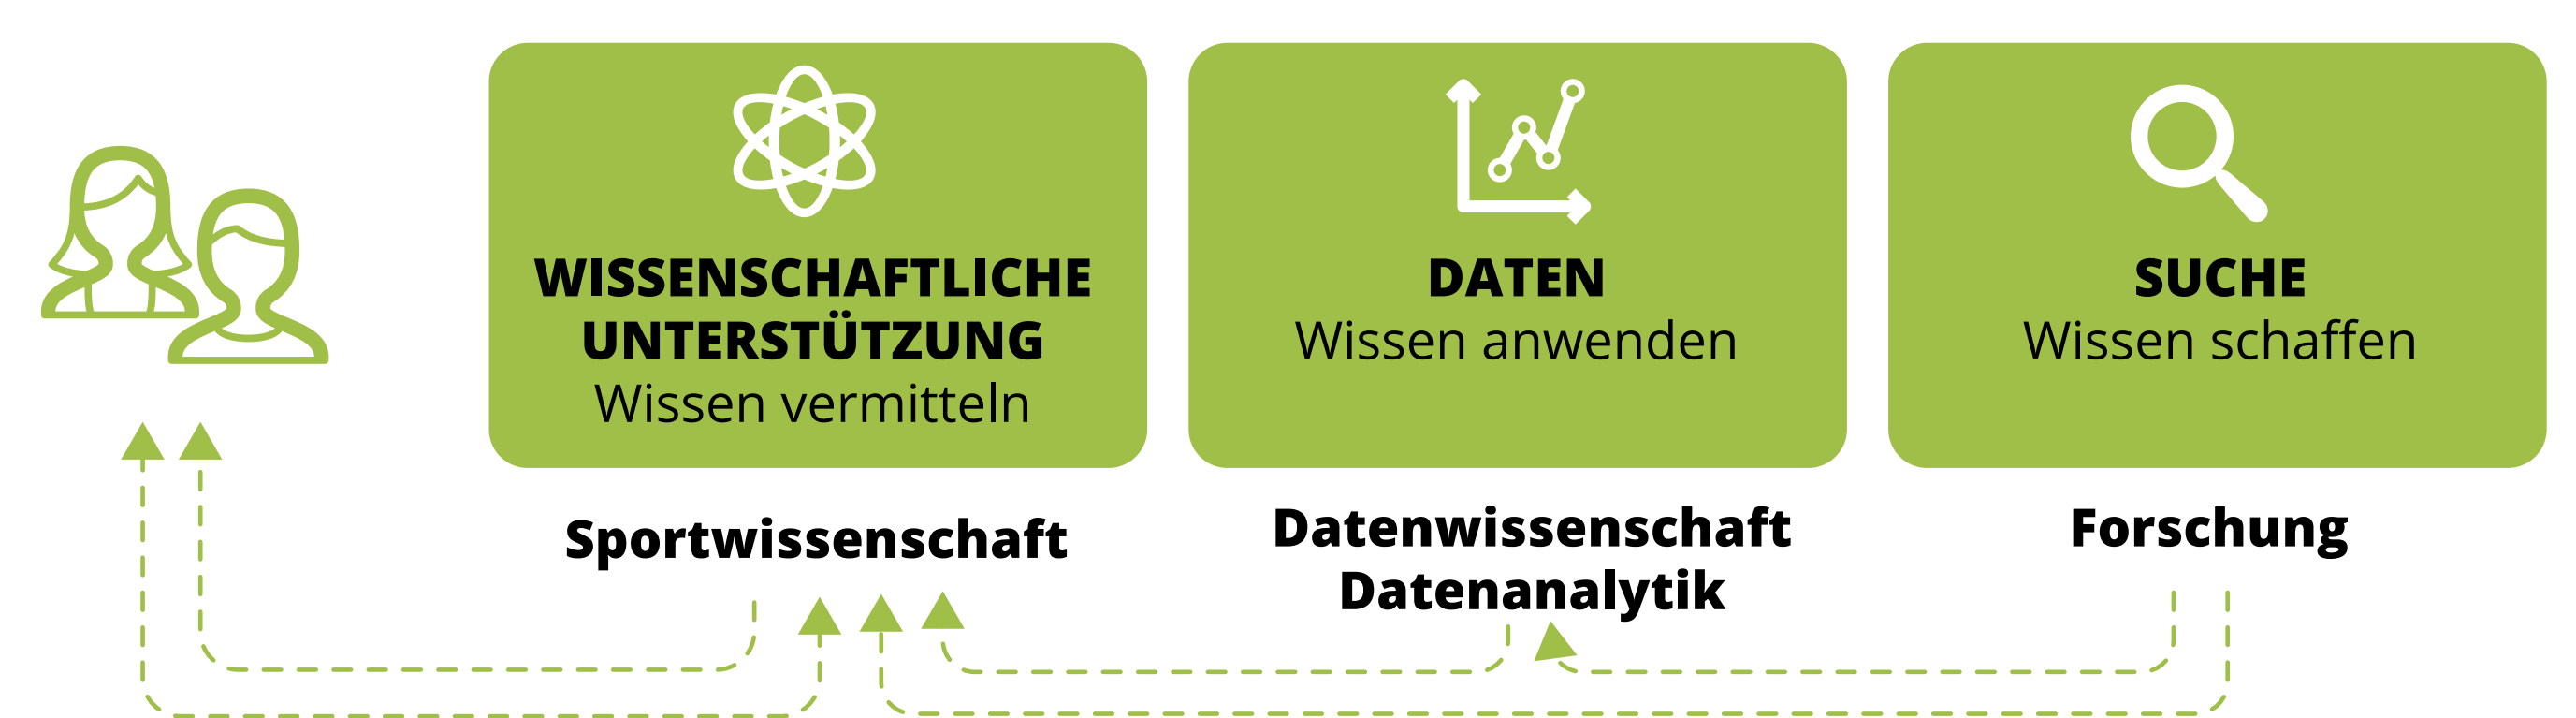 WISSENSCHAFTLICHE
UNTERSTÜTZUNG
Wissen vermitteln
DATEN
Wissen anwenden
SUCHE
Wissen schaffen
Sportwissenschaft
Datenwissenschaft
Datenanalytik
Forschung